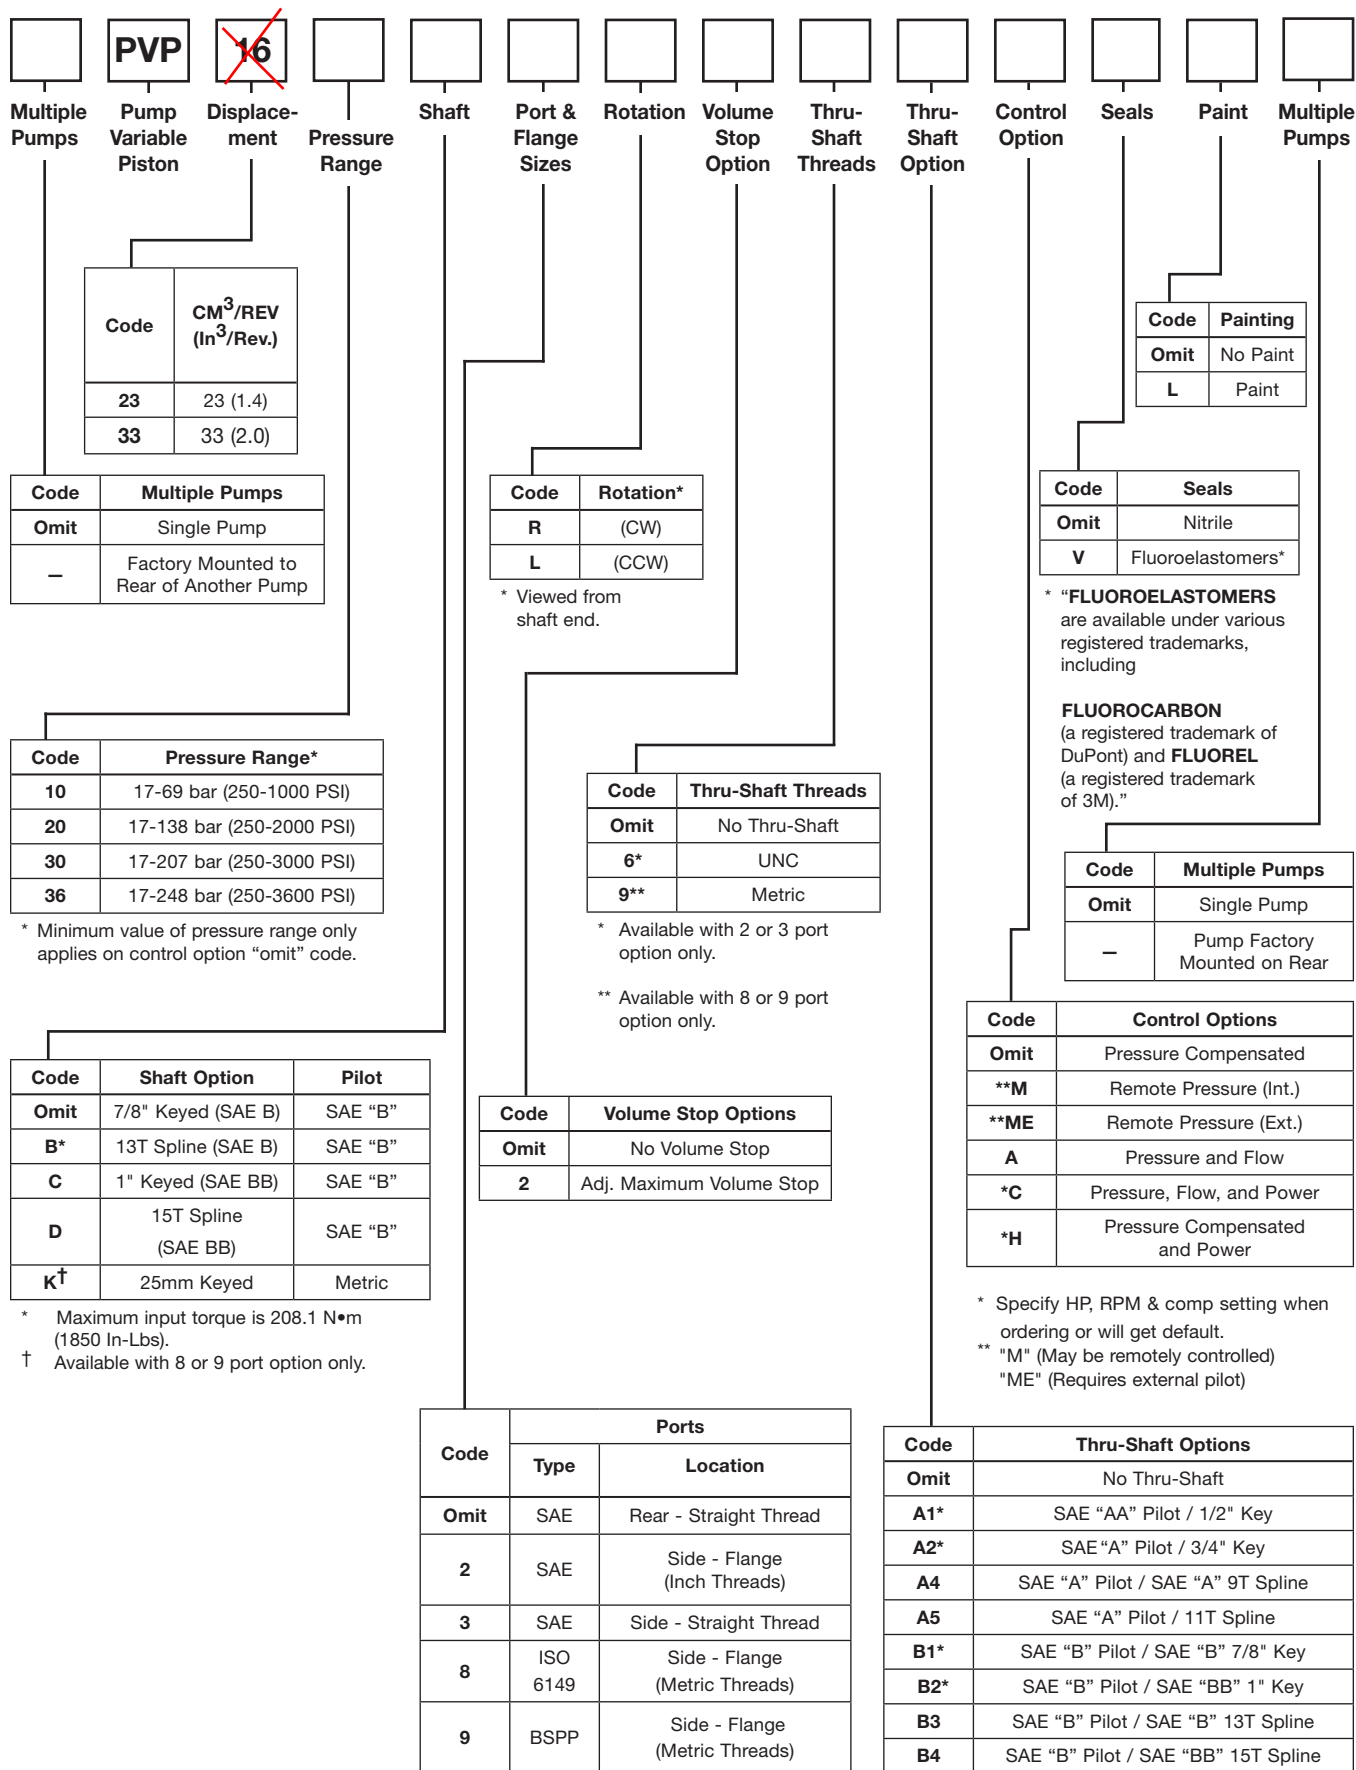 PVP 16
Multiple Pumps
Pump Variable Piston
Displace-ment
Pressure Range
Shaft
Port & Flange Sizes
Rotation
Volume Stop Option
Thru-Shaft Threads
Thru-Shaft Option
Control Option
Seals
Paint
Multiple Pumps
Code CM3/REV (In3/Rev.)
23 23 (1.4)
33 33 (2.0)
Code Painting
Omit No Paint
L Paint
Code Multiple Pumps
Omit Single Pump
— Factory Mounted to
Rear of Another Pump
Code Rotation*
R (CW)
L (CCW)
* Viewed from
shaft end.
Code Seals
Omit Nitrile
V Fluoroelastomers*
* “FLUOROELASTOMERS
are available under various
registered trademarks,
including
FLUOROCARBON
(a registered trademark of
DuPont) and FLUOREL
(a registered trademark
of 3M).”
Code Pressure Range*
10 17-69 bar (250-1000 PSI)
20 17-138 bar (250-2000 PSI)
30 17-207 bar (250-3000 PSI)
36 17-248 bar (250-3600 PSI)
* Minimum value of pressure range only
applies on control option “omit” code.
Code Thru-Shaft Threads
Omit No Thru-Shaft
6* UNC
9** Metric
* Available with 2 or 3 port
option only.
** Available with 8 or 9 port
option only.
Code Multiple Pumps
Omit Single Pump
— Pump Factory
Mounted on Rear
Code Shaft Option Pilot
Omit 7/8" Keyed (SAE B) SAE “B”
B* 13T Spline (SAE B) SAE “B”
C 1" Keyed (SAE BB) SAE “B”
D 15T Spline (SAE BB) SAE “B”
K† 25mm Keyed Metric
* Maximum input torque is 208.1 N•m
(1850 In-Lbs).
† Available with 8 or 9 port option only.
Code Volume Stop Options
Omit No Volume Stop
2 Adj. Maximum Volume Stop
Code Control Options
Omit Pressure Compensated
**M Remote Pressure (Int.)
**ME Remote Pressure (Ext.)
A Pressure and Flow
*C Pressure, Flow, and Power
*H Pressure Compensated
and Power
* Specify HP, RPM & comp setting when
ordering or will get default.
** "M" (May be remotely controlled)
"ME" (Requires external pilot)
Code Ports
Type Location
Omit SAE Rear - Straight Thread
2 SAE Side - Flange
(Inch Threads)
3 SAE Side - Straight Thread
8 ISO 6149 Side - Flange
(Metric Threads)
9 BSPP Side - Flange
(Metric Threads)
Code Thru-Shaft Options
Omit No Thru-Shaft
A1* SAE “AA” Pilot / 1/2" Key
A2* SAE “A” Pilot / 3/4" Key
A4 SAE “A” Pilot / SAE “A” 9T Spline
A5 SAE “A” Pilot / 11T Spline
B1* SAE “B” Pilot / SAE “B” 7/8" Key
B2* SAE “B” Pilot / SAE “BB” 1" Key
B3 SAE “B” Pilot / SAE “B” 13T Spline
B4 SAE “B” Pilot / SAE “BB” 15T Spline